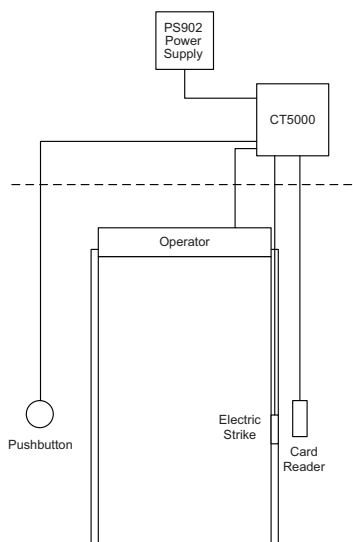 PS902
Power
Supply
CT5000
Operator
Electric
Strike
Pushbutton
Card
Reader